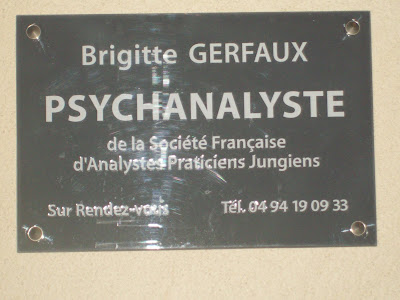 Brigitte GERFAUX
PSYCHANALYSTE
de la Société Française
d'Analystes Praticiens Jungiens
Sur Rendez-vous Tél. 04 94 19 09 33